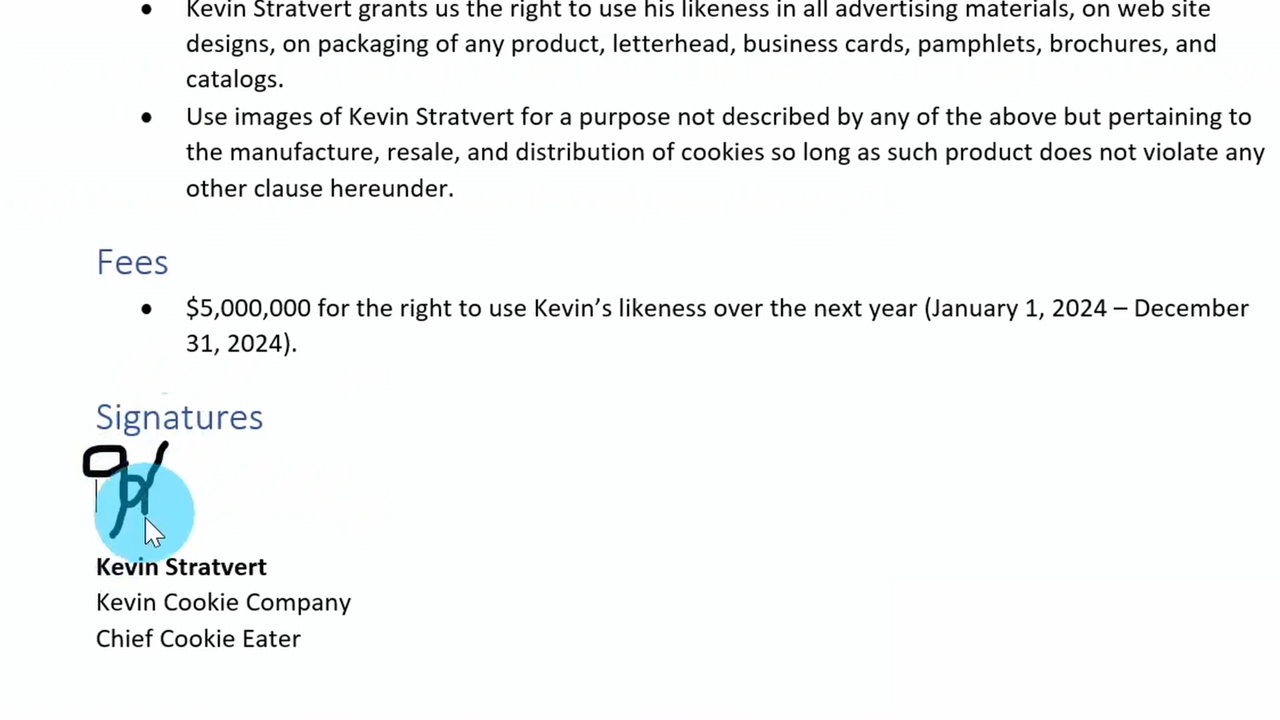 • Kevin Stratvert grants us the right to use his likeness in all advertising materials, on web site
designs, on packaging of any product, letterhead, business cards, pamphlets, brochures, and
catalogs.
• Use images of Kevin Stratvert for a purpose not described by any of the above but pertaining to
the manufacture, resale, and distribution of cookies so long as such product does not violate any
other clause hereunder.
Fees
• $5,000,000 for the right to use Kevin’s likeness over the next year (January 1, 2024 – December
31, 2024).
Signatures
Kevin Stratvert
Kevin Cookie Company
Chief Cookie Eater